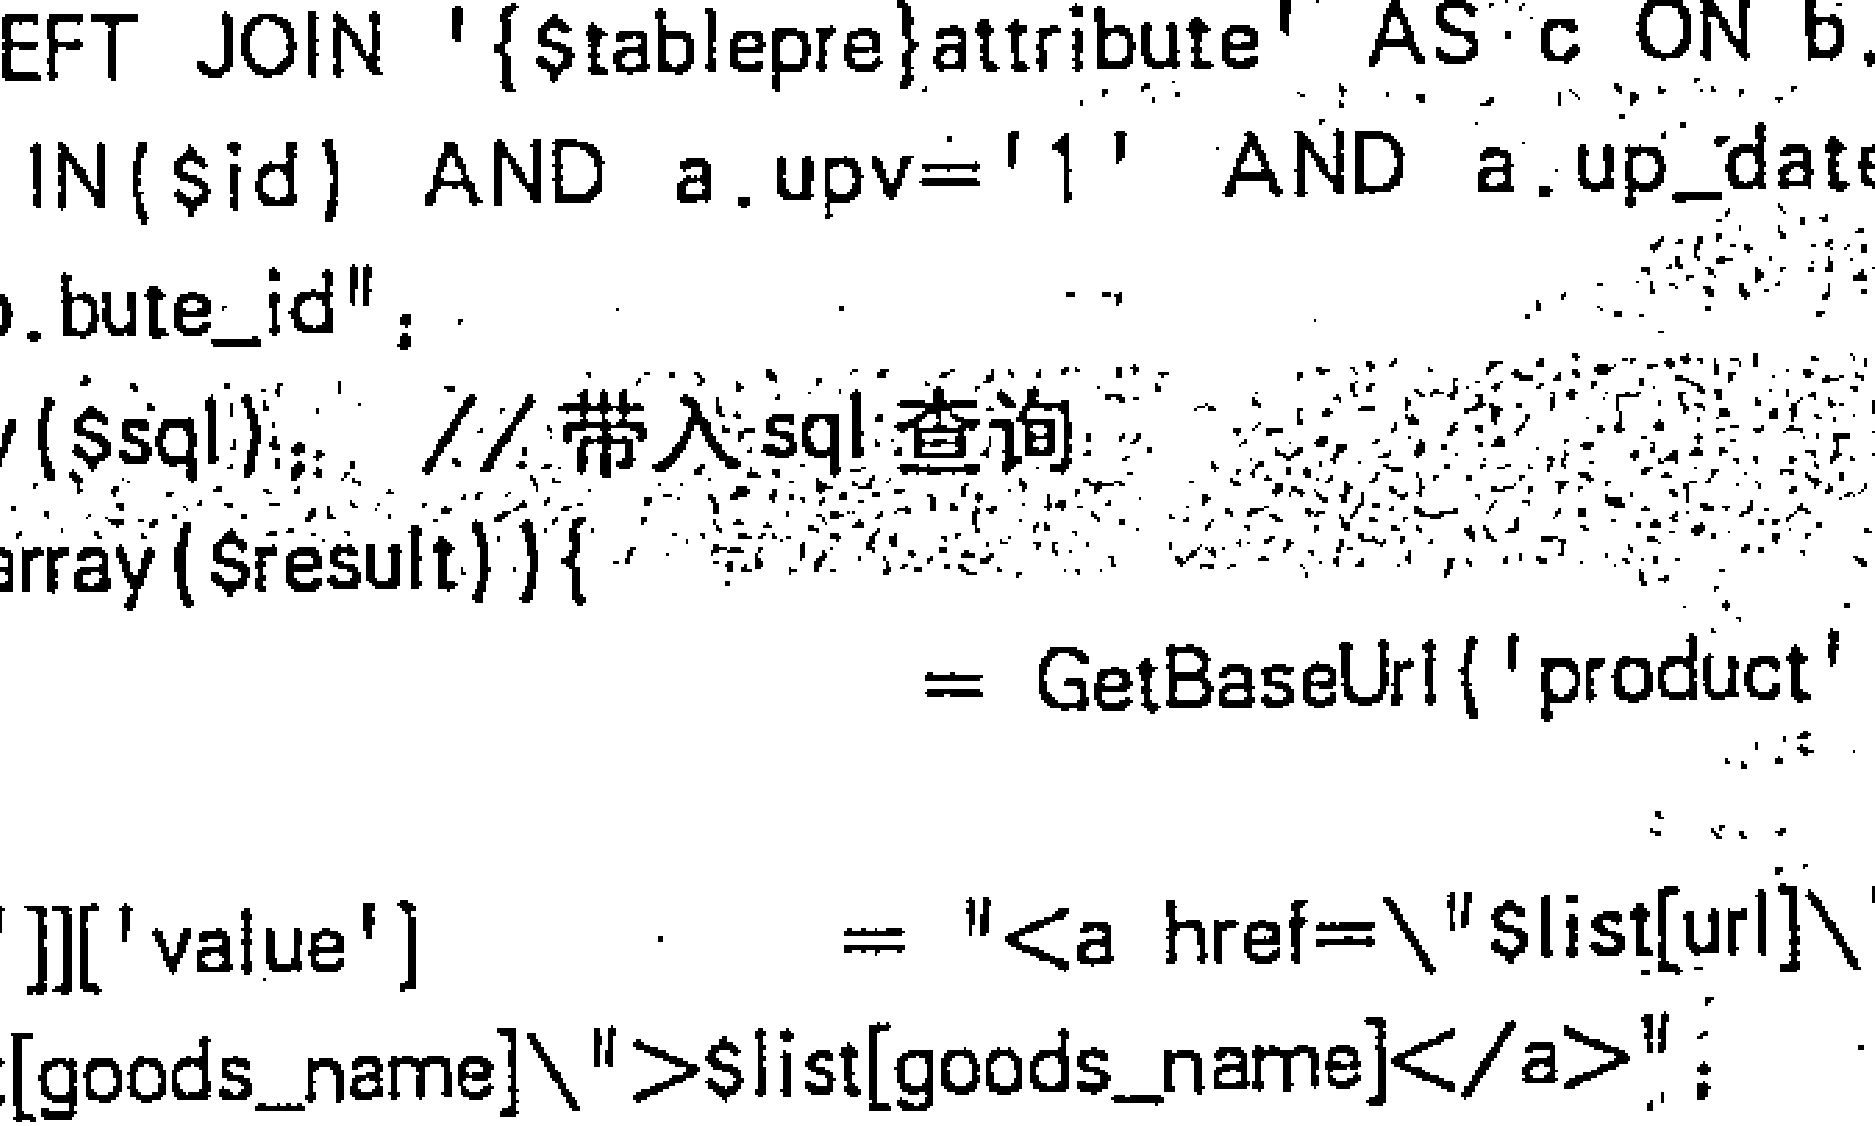 EFT JOIN '{$tablepre}attribute' AS c ON b.
IN($id) AND a.upv='1' AND a.up_date
.bute_id";
($sql); //带入sql查询
array($result)){
= GetBaseUrl('product'
']]['value'] = "<a href=\"$list[url]\"
[goods_name]\">$list[goods_name]</a>";